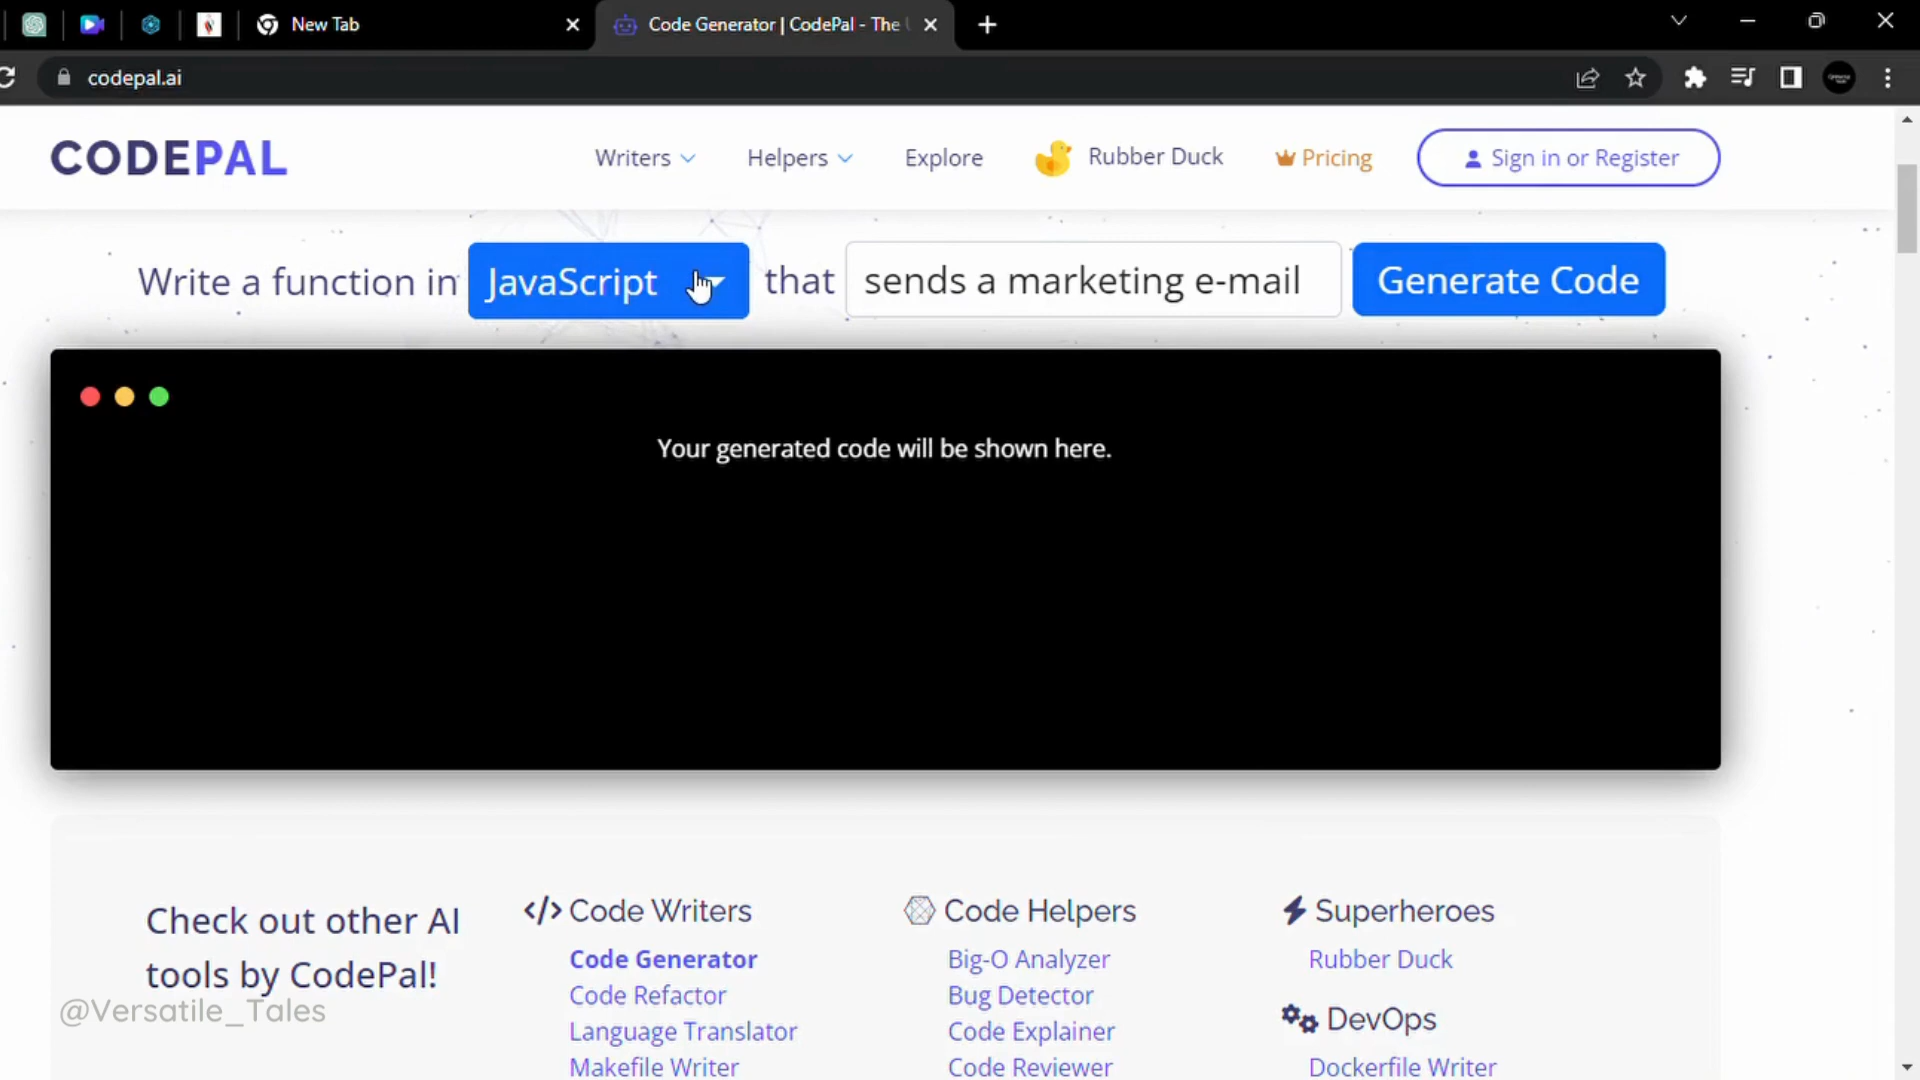 New Tab
Code Generator | CodePal - The
codepal.ai
CODEPAL
Writers
Helpers
Explore
Rubber Duck
Pricing
Sign in or Register
Write a function in JavaScript that sends a marketing e-mail Generate Code
Your generated code will be shown here.
Check out other AI
tools by CodePal!
@Versatile_Tales
Code Writers
Code Generator
Code Refactor
Language Translator
Makefile Writer
Code Helpers
Big-O Analyzer
Bug Detector
Code Explainer
Code Reviewer
Superheroes
Rubber Duck
DevOps
Dockerfile Writer